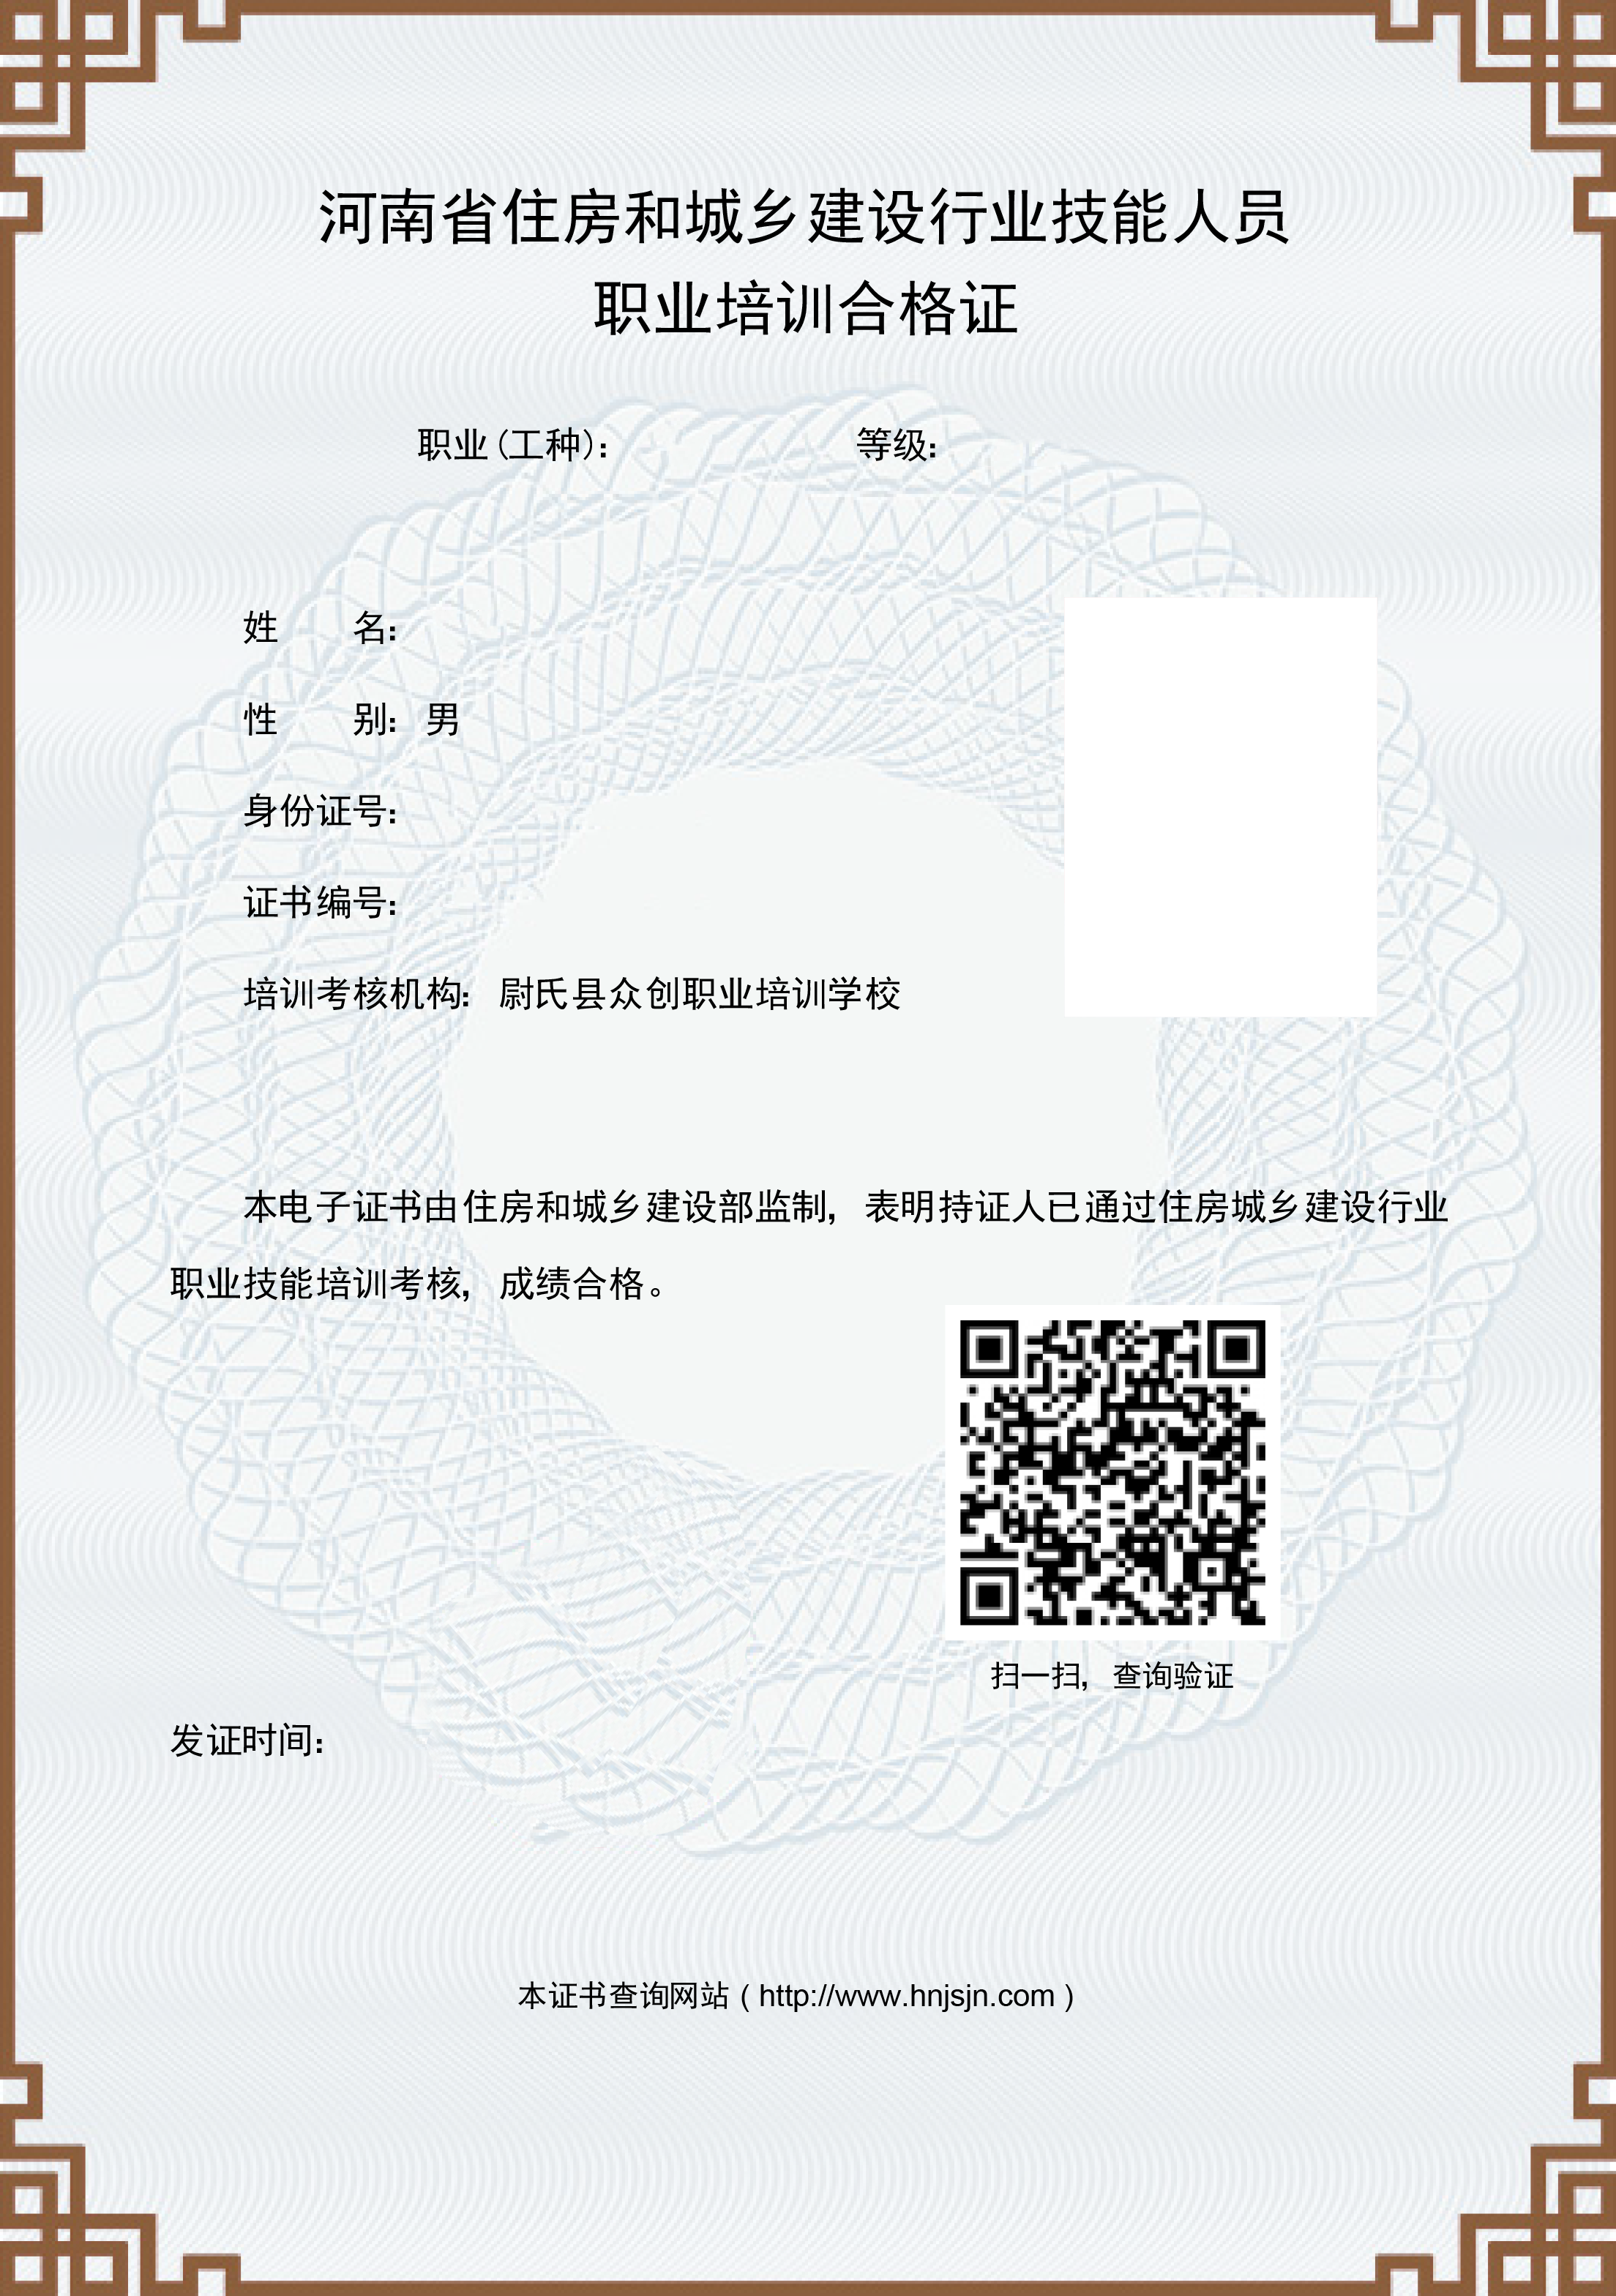 河南省住房和城乡建设行业技能人员
职业培训合格证
职业(工种): 等级:
姓 名:
性 别: 男
身份证号:
证书编号:
培训考核机构: 尉氏县众创职业培训学校
本电子证书由住房和城乡建设部监制, 表明持证人已通过住房城乡建设行业
职业技能培训考核, 成绩合格。
扫一扫, 查询验证
发证时间:
本证书查询网站 ( http://www.hnjsjn.com )